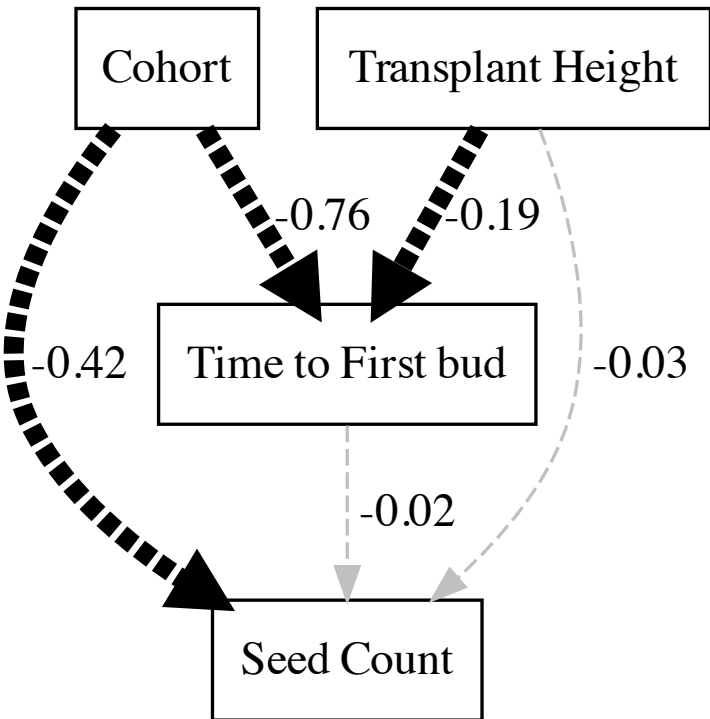 Cohort
Transplant Height
-0.76
-0.19
Time to First bud
-0.42
-0.03
-0.02
Seed Count